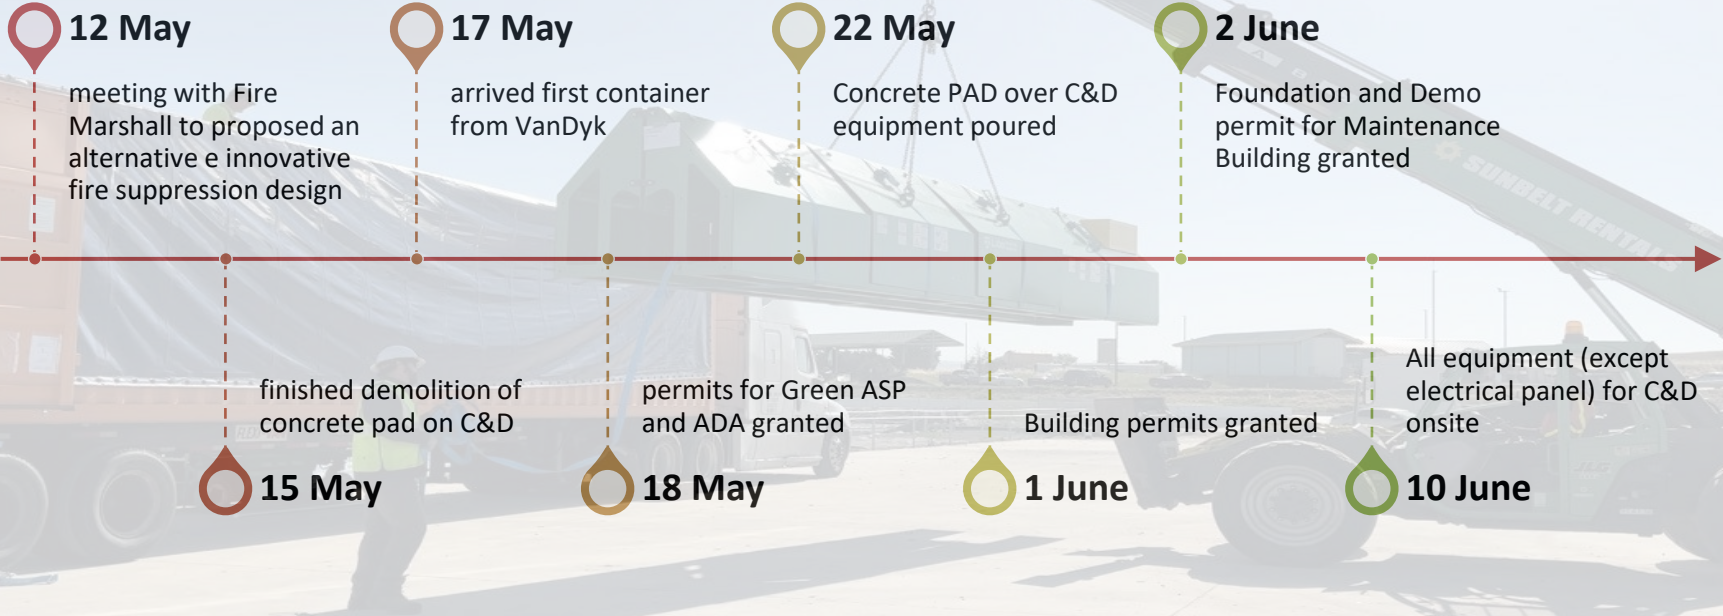 12 May
meeting with Fire
Marshall to proposed an
alternative e innovative
fire suppression design
17 May
arrived first container
from VanDyk
22 May
Concrete PAD over C&D
equipment poured
2 June
Foundation and Demo
permit for Maintenance
Building granted
SUNBELT RENTALS
finished demolition of
concrete pad on C&D
15 May
permits for Green ASP
and ADA granted
18 May
Building permits granted
1 June
All equipment (except
electrical panel) for C&D
onsite
10 June
JLG